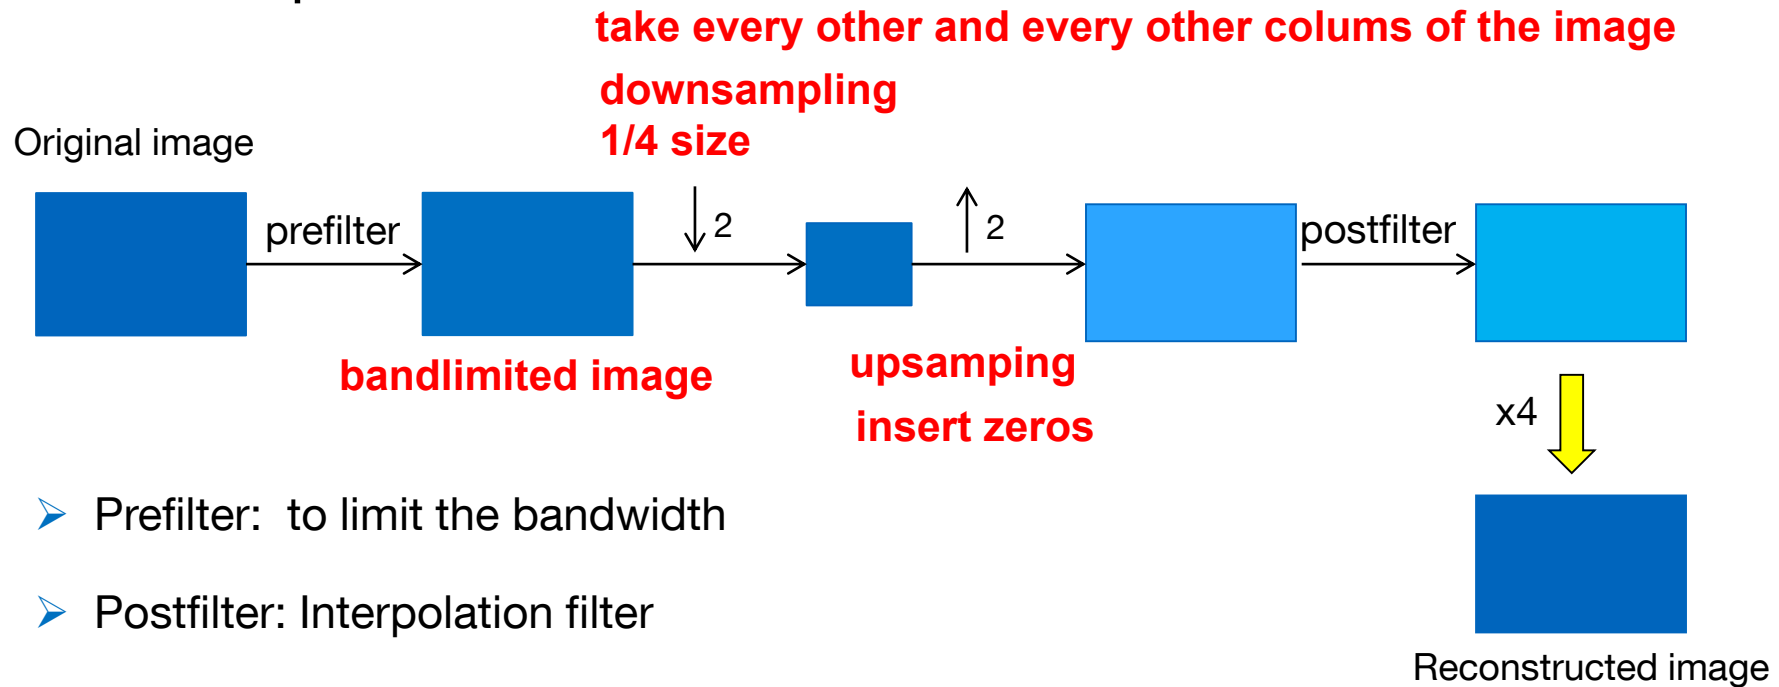 take every other and every other colums of the image
downsampling
1/4 size
Original image
prefilter
2
2
postfilter
bandlimited image
upsamping
insert zeros
x4
➢ Prefilter: to limit the bandwidth
➢ Postfilter: Interpolation filter
Reconstructed image